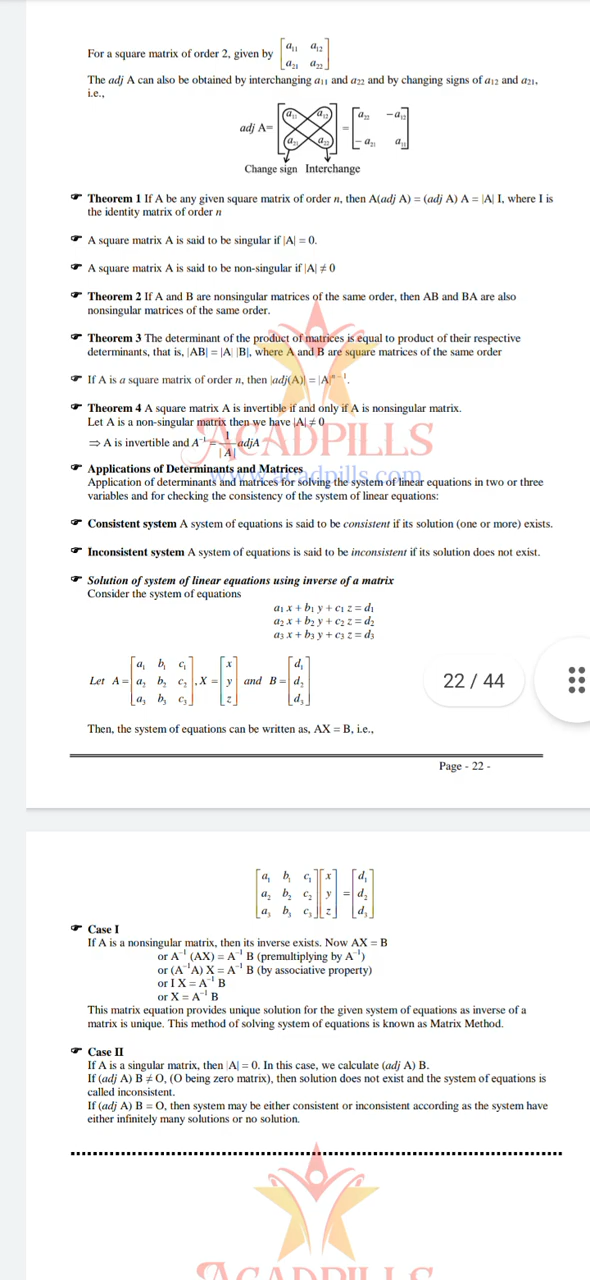 For a square matrix of order 2, given by [a11 a12
a21 a22]
The adj A can also be obtained by interchanging a11 and a22 and by changing signs of a12 and a21,
i.e.,
adj A= [a11 a12
a21 a22] = [a22 −a12
−a21 a11]
Change sign Interchange
☞ Theorem 1 If A be any given square matrix of order n, then A(adj A) = (adj A) A = |A| I, where I is
the identity matrix of order n
☞ A square matrix A is said to be singular if |A| = 0.
☞ A square matrix A is said to be non-singular if |A| ≠ 0
☞ Theorem 2 If A and B are nonsingular matrices of the same order, then AB and BA are also
nonsingular matrices of the same order.
☞ Theorem 3 The determinant of the product of matrices is equal to product of their respective
determinants, that is, |AB| = |A| |B|, where A and B are square matrices of the same order
☞ If A is a square matrix of order n, then |adj(A)| = |A|ⁿ⁻¹.
☞ Theorem 4 A square matrix A is invertible if and only if A is nonsingular matrix.
Let A is a non-singular matrix then we have |A| ≠ 0
⇒ A is invertible and A⁻¹ = 1/|A| adjA
ACADPILLS
www.acadpills.com
☞ Applications of Determinants and Matrices
Application of determinants and matrices for solving the system of linear equations in two or three
variables and for checking the consistency of the system of linear equations:
☞ Consistent system A system of equations is said to be consistent if its solution (one or more) exists.
☞ Inconsistent system A system of equations is said to be inconsistent if its solution does not exist.
☞ Solution of system of linear equations using inverse of a matrix
Consider the system of equations
a1 x + b1 y + c1 z = d1
a2 x + b2 y + c2 z = d2
a3 x + b3 y + c3 z = d3
Let A = [a1 b1 c1
a2 b2 c2
a3 b3 c3], X = [x
y
z] and B = [d1
d2
d3]
22 / 44
Then, the system of equations can be written as, AX = B, i.e.,
Page - 22 -
[a1 b1 c1
a2 b2 c2
a3 b3 c3] [x
y
z] = [d1
d2
d3]
☞ Case I
If A is a nonsingular matrix, then its inverse exists. Now AX = B
or A⁻¹ (AX) = A⁻¹ B (premultiplying by A⁻¹)
or (A⁻¹A) X = A⁻¹ B (by associative property)
or I X = A⁻¹ B
or X = A⁻¹ B
This matrix equation provides unique solution for the given system of equations as inverse of a
matrix is unique. This method of solving system of equations is known as Matrix Method.
☞ Case II
If A is a singular matrix, then |A| = 0. In this case, we calculate (adj A) B.
If (adj A) B ≠ O, (O being zero matrix), then solution does not exist and the system of equations is
called inconsistent.
If (adj A) B = O, then system may be either consistent or inconsistent according as the system have
either infinitely many solutions or no solution.
ACADPILLS